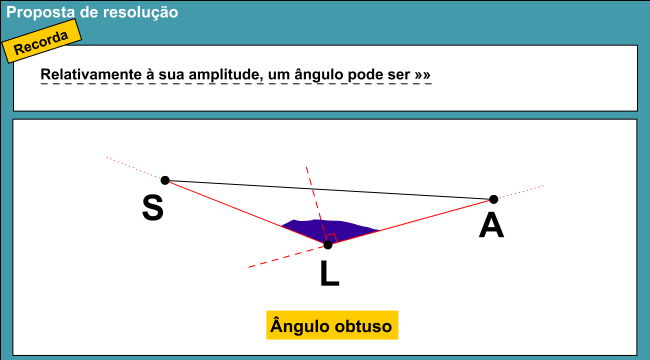 Proposta de resolução
Recorda
Relativamente à sua amplitude, um ângulo pode ser »»
S
A
L
Ângulo obtuso